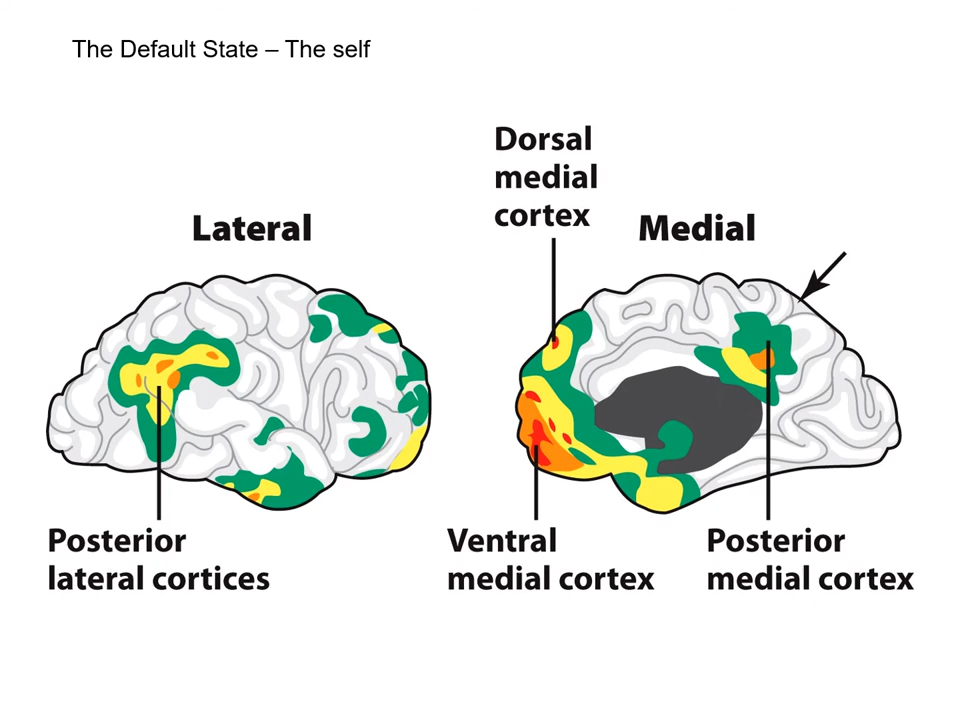 The Default State – The self
Dorsal
medial
cortex
Lateral
Medial
Posterior
lateral cortices
Ventral
medial cortex
Posterior
medial cortex